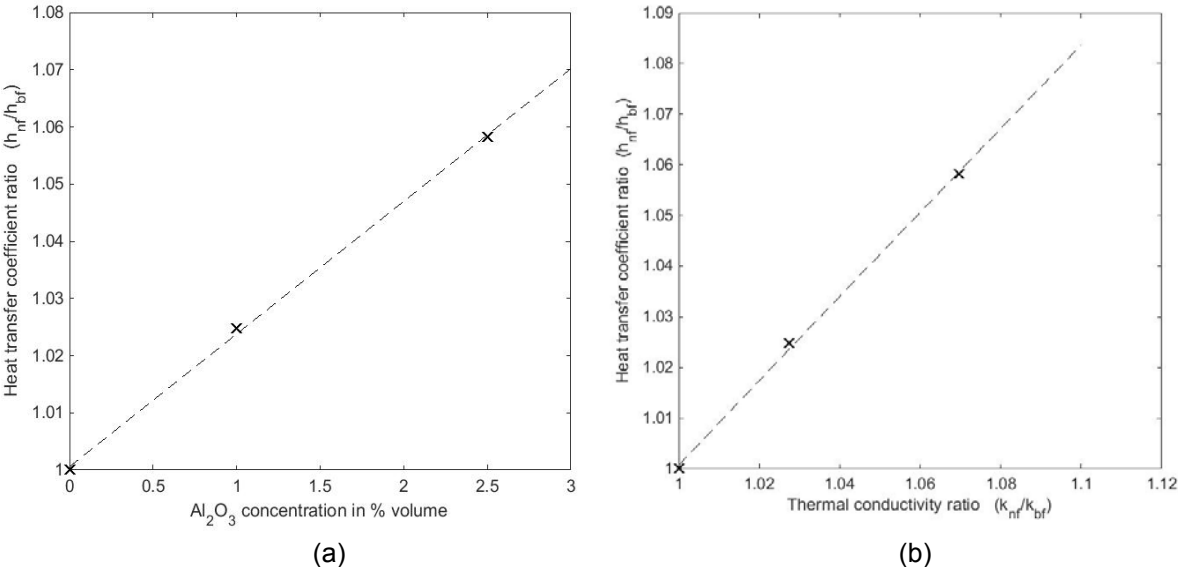 1.08
1.07
1.06
1.05
1.04
1.03
1.02
1.01
1
0 0.5 1 1.5 2 2.5 3
Heat transfer coefficient ratio (hnf/hbf)
Al2O3 concentration in % volume
(a)
1.09
1.08
1.07
1.06
1.05
1.04
1.03
1.02
1.01
1
1 1.02 1.04 1.06 1.08 1.1 1.12
Heat transfer coefficient ratio (hnf/hbf)
Thermal conductivity ratio (knf/kbf)
(b)